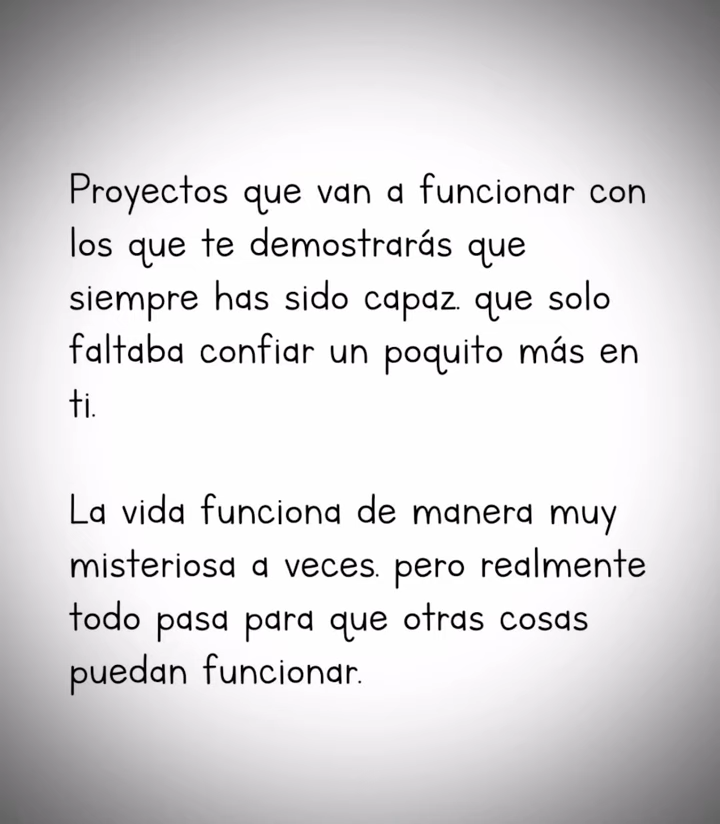 Proyectos que van a funcionar con
los que te demostrarás que
siempre has sido capaz. que solo
faltaba confiar un poquito más en
ti.
La vida funciona de manera muy
misteriosa a veces. pero realmente
todo pasa para que otras cosas
puedan funcionar.